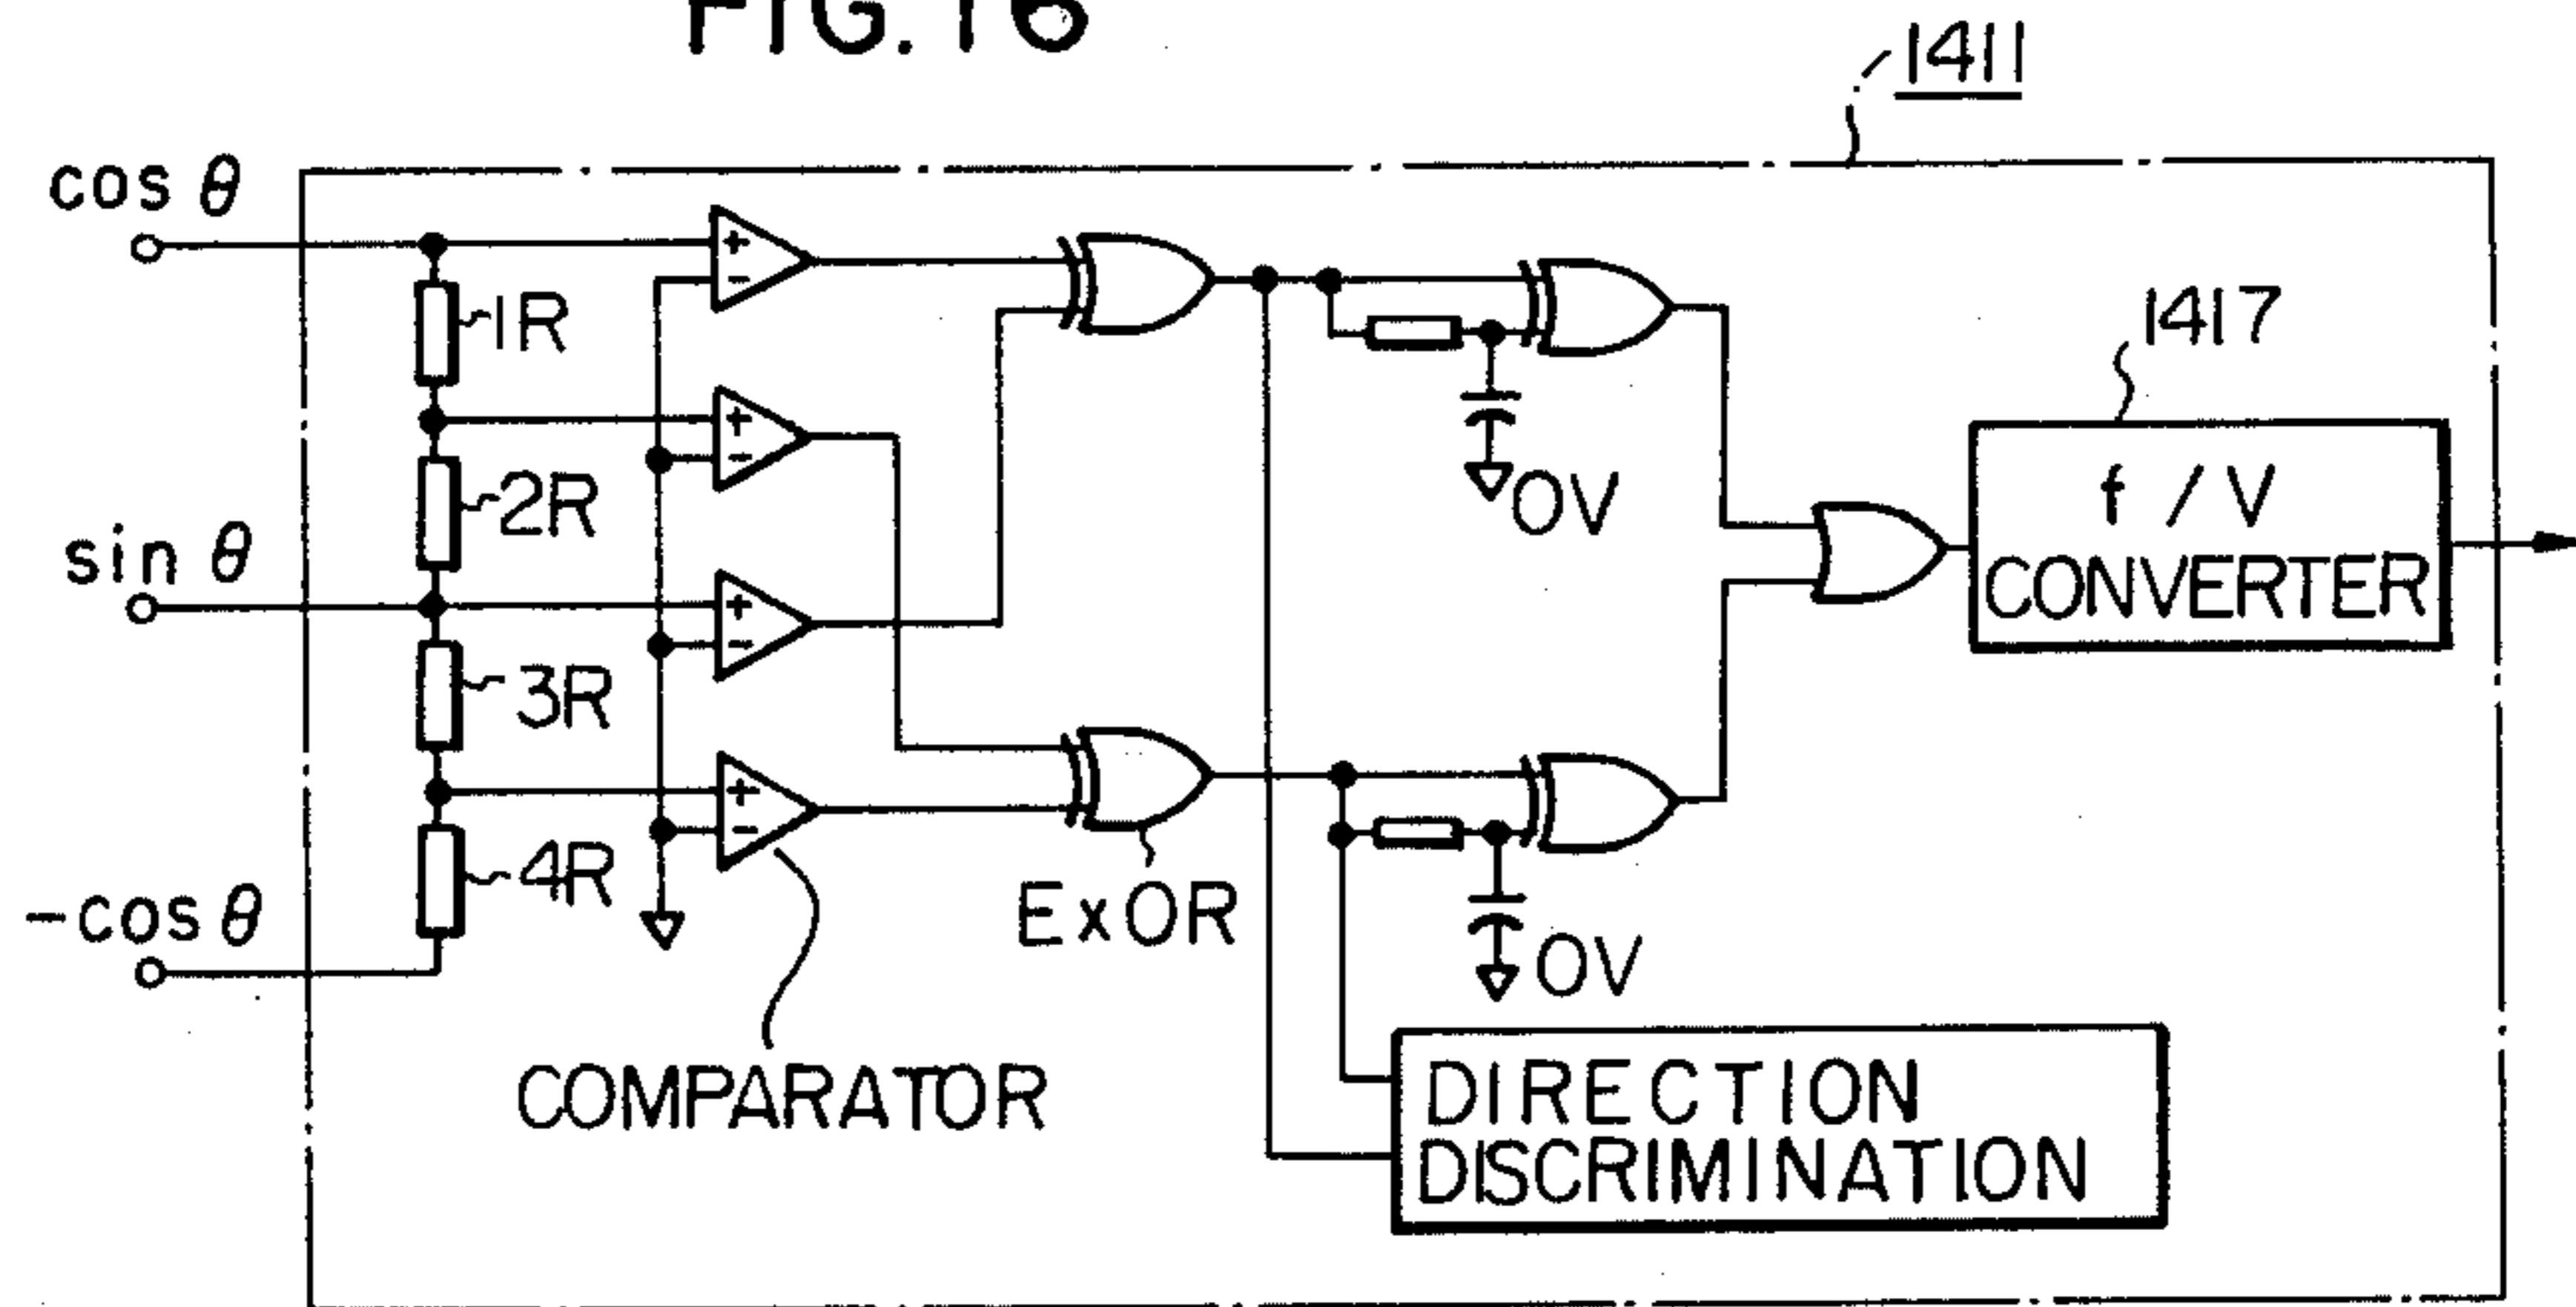 FIG. 16
1411
cos θ
1R
2R
sin θ
3R
4R
-cos θ
+
-
+
-
+
-
+
-
COMPARATOR
ExOR
0V
0V
1417
f / V
CONVERTER
DIRECTION
DISCRIMINATION